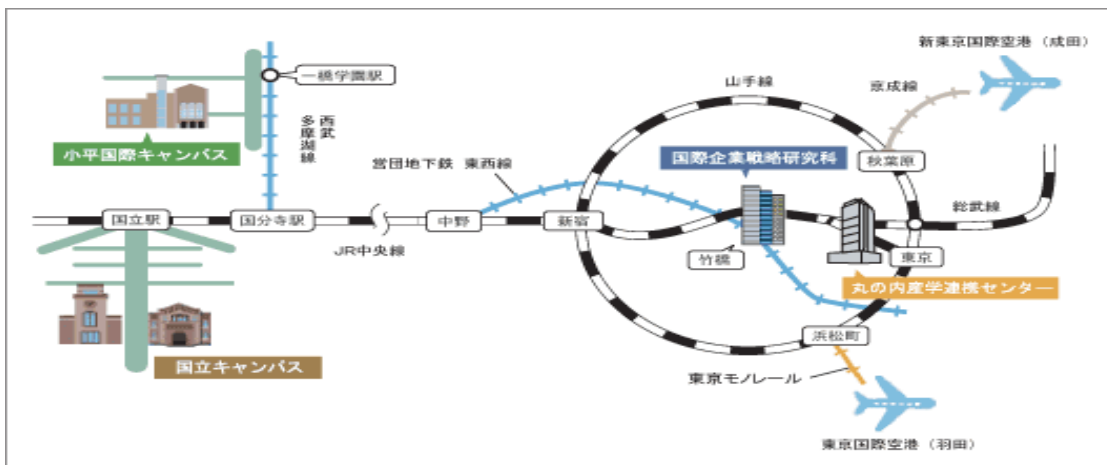 新東京国際空港（成田）
一橋学園駅
山手線
京成線
西武
多摩湖線
小平国際キャンパス
営団地下鉄 東西線
国際企業戦略研究科
秋葉原
国立駅
国分寺駅
中野
新宿
総武線
JR中央線
竹橋
東京
丸の内産学連携センター
浜松町
国立キャンパス
東京モノレール
東京国際空港（羽田）